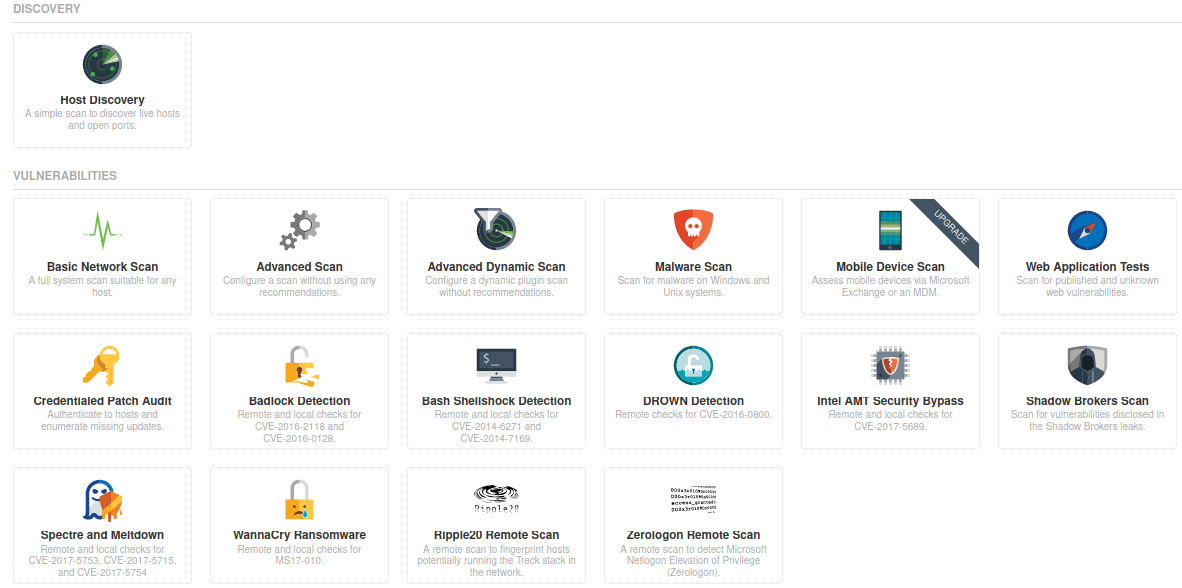 DISCOVERY
Host Discovery
A simple scan to discover live hosts
and open ports.
VULNERABILITIES
Basic Network Scan
A full system scan suitable for any
host.
Advanced Scan
Configure a scan without using any
recommendations.
Advanced Dynamic Scan
Configure a dynamic plugin scan
without recommendations.
Malware Scan
Scan for malware on Windows and
Unix systems.
UPGRADE
Mobile Device Scan
Assess mobile devices via Microsoft
Exchange or an MDM.
Web Application Tests
Scan for published and unknown
web vulnerabilities.
Credentialed Patch Audit
Authenticate to hosts and
enumerate missing updates.
Badlock Detection
Remote and local checks for
CVE-2016-2118 and
CVE-2016-0128.
$_
Bash Shellshock Detection
Remote and local checks for
CVE-2014-6271 and
CVE-2014-7169.
DROWN Detection
Remote checks for CVE-2016-0800.
Intel AMT Security Bypass
Remote and local checks for
CVE-2017-5689.
Shadow Brokers Scan
Scan for vulnerabilities disclosed in
the Shadow Brokers leaks.
Spectre and Meltdown
Remote and local checks for
CVE-2017-5753, CVE-2017-5715,
and CVE-2017-5754
WannaCry Ransomware
Remote and local checks for
MS17-010.
Ripple20
Ripple20 Remote Scan
A remote scan to fingerprint hosts
potentially running the Treck stack in
the network.
Zerologon Remote Scan
A remote scan to detect Microsoft
Netlogon Elevation of Privilege
(Zerologon).